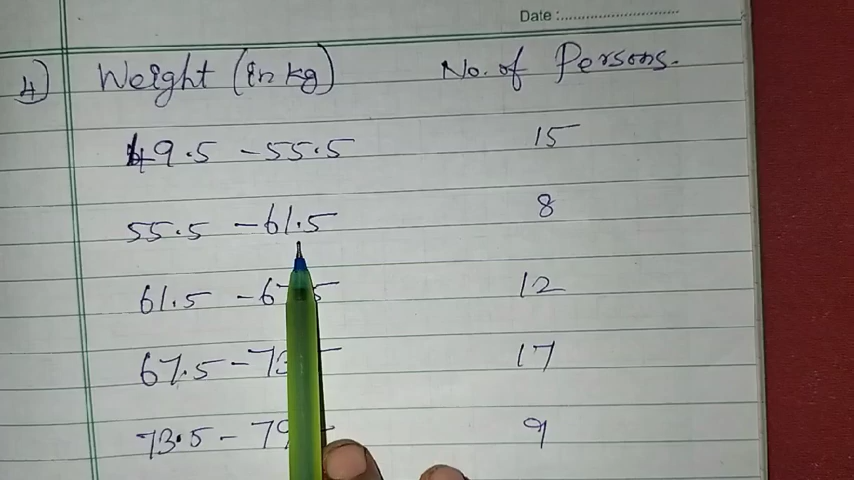 Date :
4) Weight (in kg) No. of Persons.
49.5 - 55.5 15
55.5 - 61.5 8
61.5 - 12
67.5 - 17
73.5 - 9